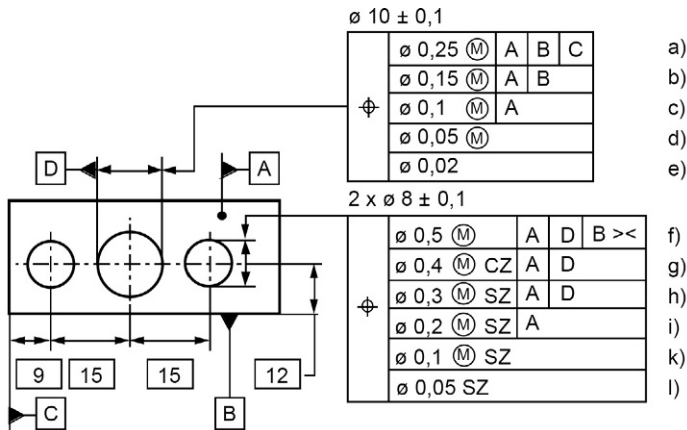 ø 10 ± 0,1
ø 0,25 Ⓜ A B C a)
ø 0,15 Ⓜ A B b)
ø 0,1 Ⓜ A c)
ø 0,05 Ⓜ d)
ø 0,02 e)
D A
2 x ø 8 ± 0,1
ø 0,5 Ⓜ A D B >< f)
ø 0,4 Ⓜ CZ A D g)
ø 0,3 Ⓜ SZ A D h)
ø 0,2 Ⓜ SZ A i)
ø 0,1 Ⓜ SZ k)
ø 0,05 SZ l)
9 15 15 12
C B